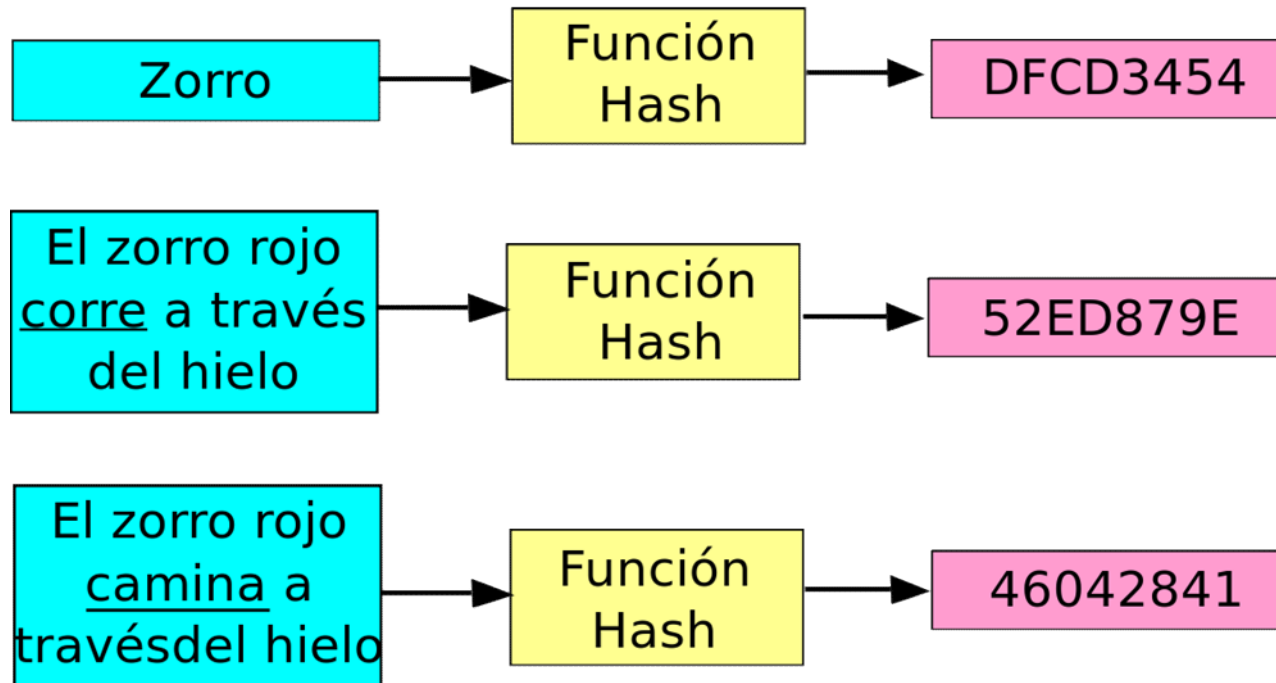 Zorro
Función
Hash
DFCD3454
El zorro rojo
corre a través
del hielo
Función
Hash
52ED879E
El zorro rojo
camina a
travésdel hielo
Función
Hash
46042841